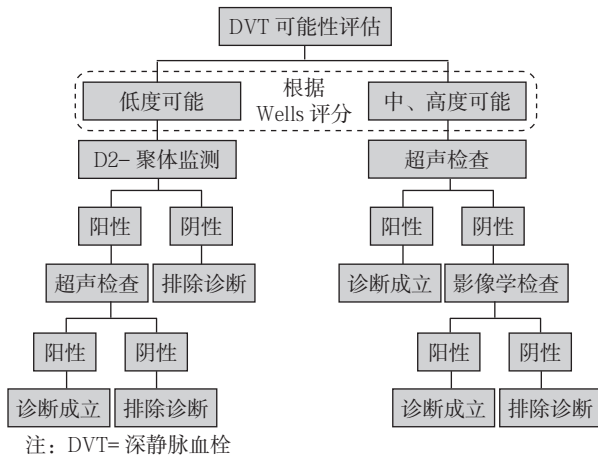 DVT 可能性评估
根据
Wells 评分
低度可能
中、高度可能
D2- 聚体监测
超声检查
阳性
阴性
阳性
阴性
超声检查
排除诊断
诊断成立
影像学检查
阳性
阴性
阳性
阴性
诊断成立
排除诊断
诊断成立
排除诊断
注：DVT= 深静脉血栓